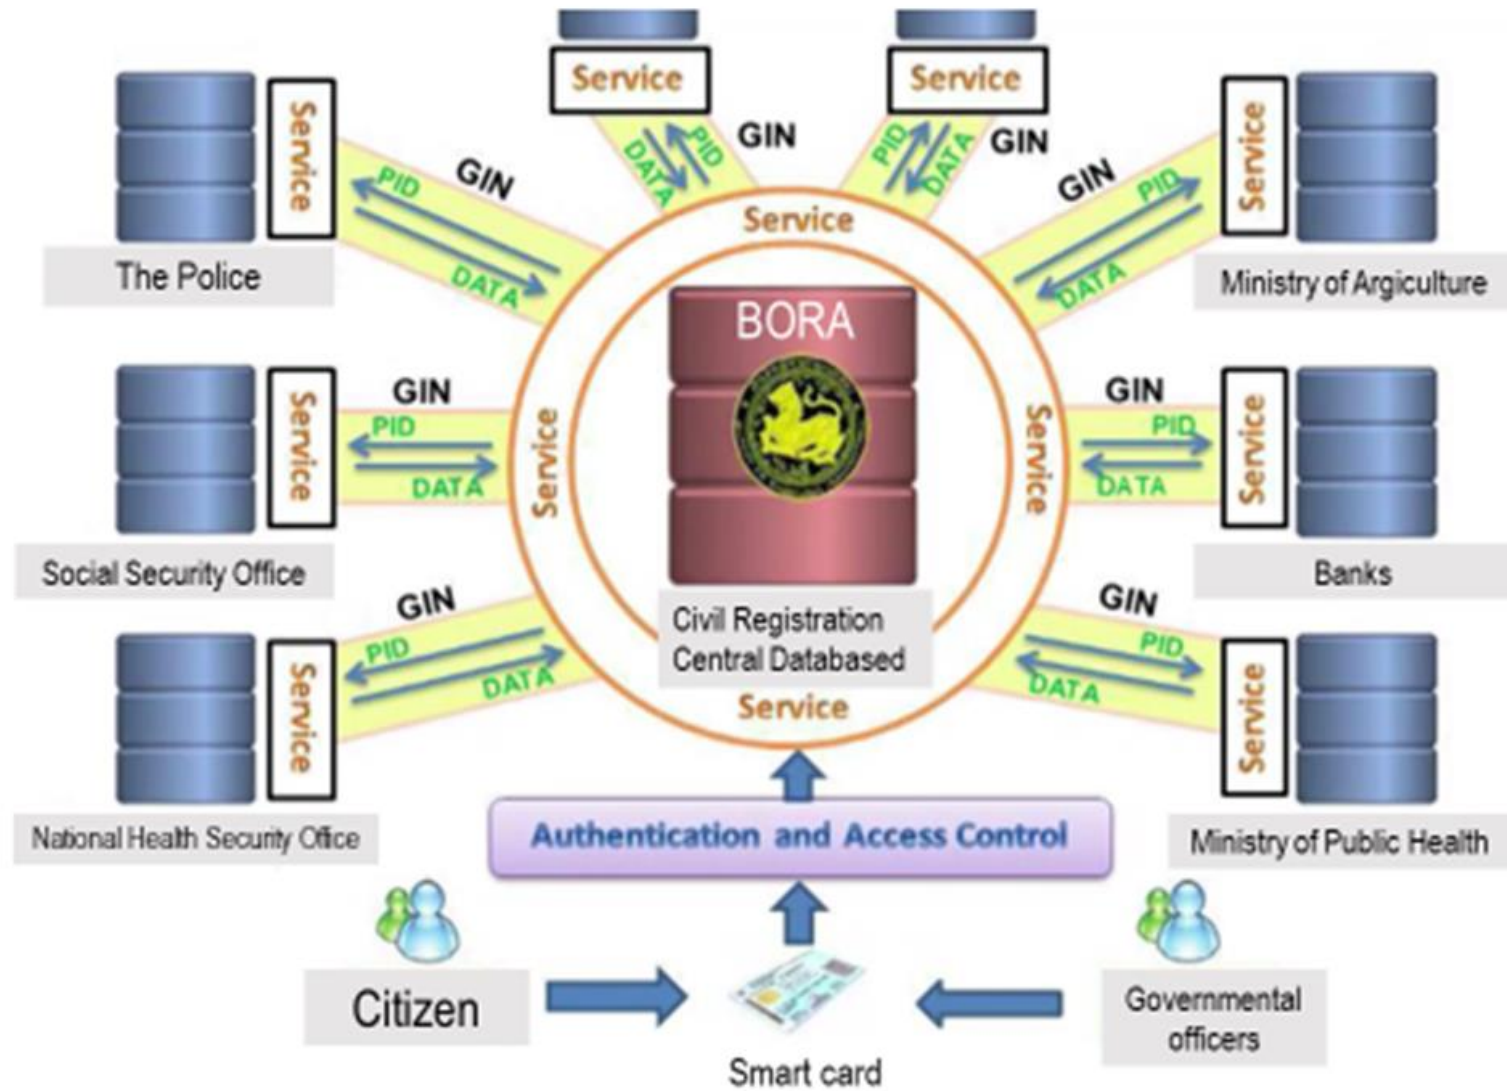 Service
Service
GIN
GIN
PID
DATA
PID
DATA
Service
GIN
PID
DATA
The Police
GIN
PID
DATA
Service
Ministry of Argiculture
Service
BORA
Service
GIN
PID
DATA
Social Security Office
Service
Service
GIN
PID
DATA
Service
Banks
Civil Registration
Central Databased
Service
Service
GIN
PID
DATA
National Health Security Office
GIN
PID
DATA
Service
Ministry of Public Health
Authentication and Access Control
Citizen
Smart card
Governmental
officers